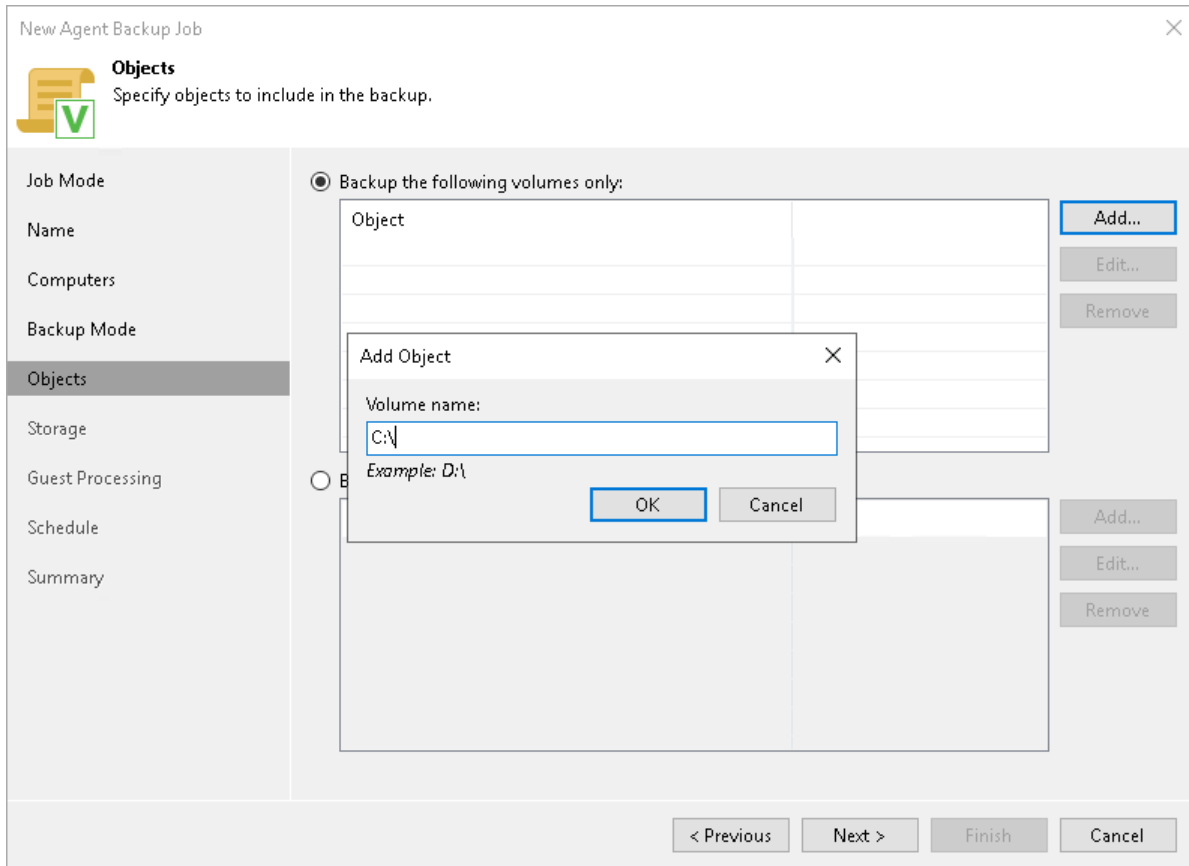 New Agent Backup Job
Objects
Specify objects to include in the backup.
V
Job Mode
Name
Computers
Backup Mode
Objects
Storage
Guest Processing
Schedule
Summary
Backup the following volumes only:
Object
Add...
Edit...
Remove
Add Object
Volume name:
C:\
Example: D:\
OK
Cancel
Add...
Edit...
Remove
< Previous
Next >
Finish
Cancel